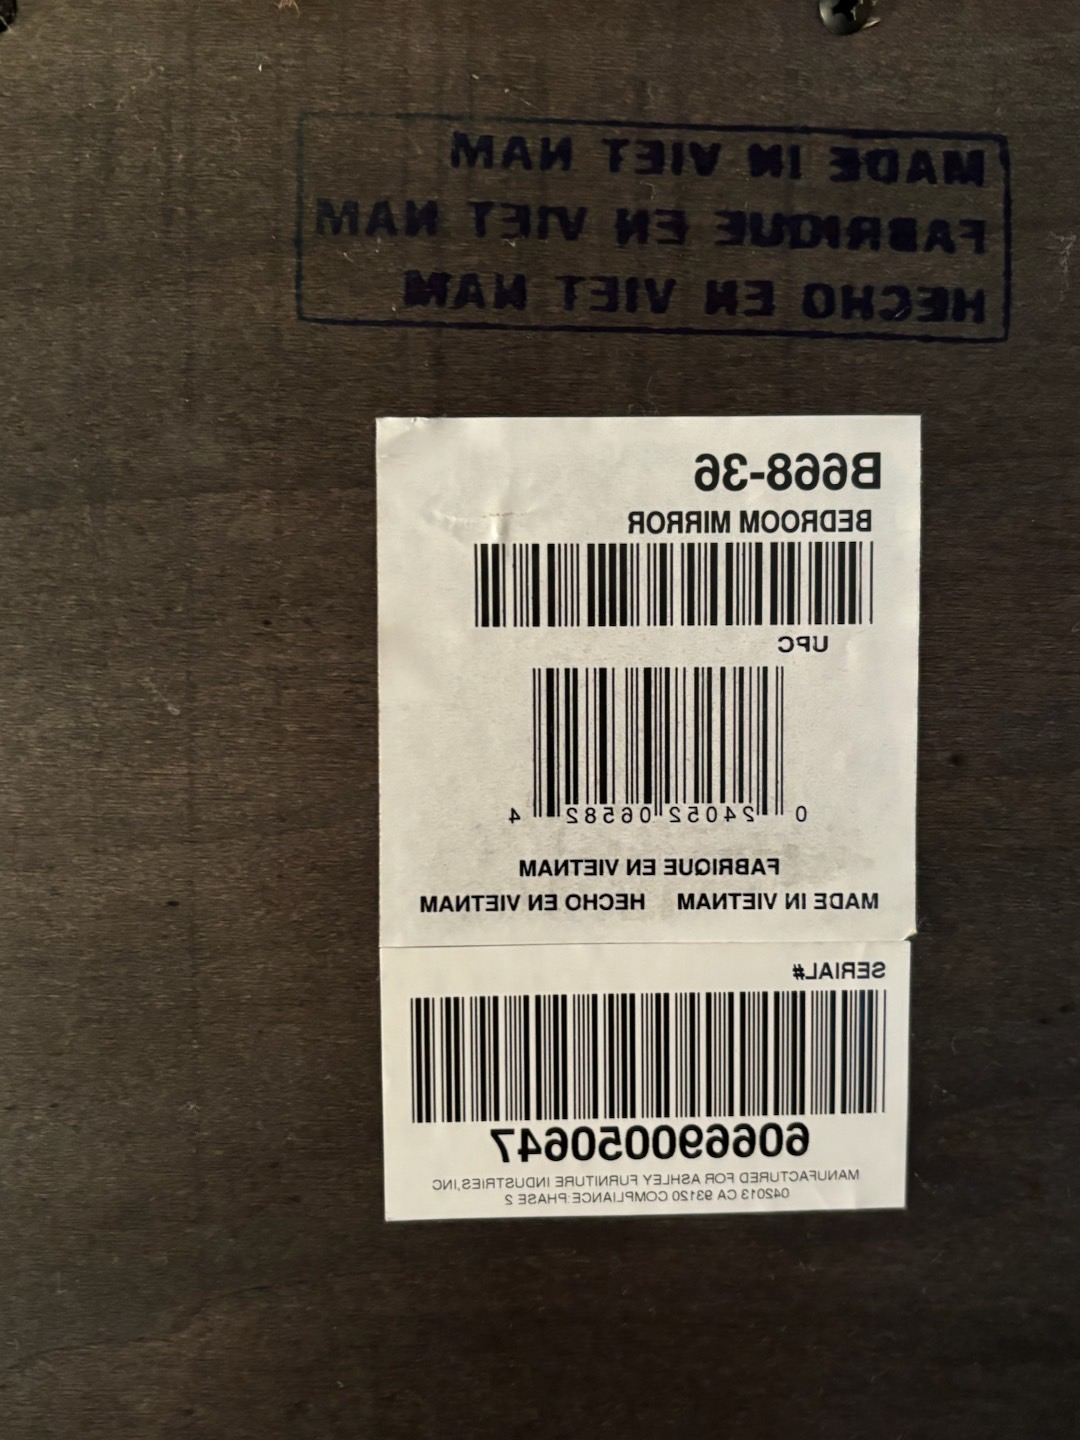 MADE IN VIET NAM
FABRIQUE EN VIET NAM
HECHO EN VIET NAM
B668-36
BEDROOM MIRROR
UPC
0 24052 06582 4
FABRIQUE EN VIETNAM
MADE IN VIETNAM HECHO EN VIETNAM
SERIAL#
606690050647
MANUFACTURED FOR ASHLEY FURNITURE INDUSTRIES,INC
042013 CA 93120 COMPLIANCE:PHASE 2